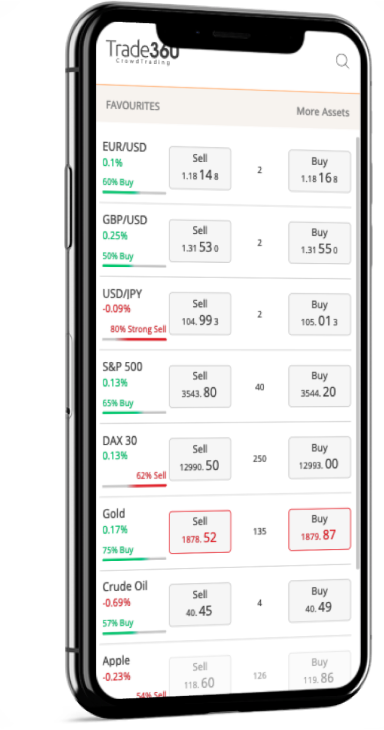 Trade360
CrowdTrading
FAVOURITES More Assets
EUR/USD
0.1%
60% Buy
Sell
1.18 14 8
2
Buy
1.18 16 8
GBP/USD
0.25%
50% Buy
Sell
1.31 53 0
2
Buy
1.31 55 0
USD/JPY
-0.09%
80% Strong Sell
Sell
104. 99 3
2
Buy
105. 01 3
S&P 500
0.13%
65% Buy
Sell
3543. 80
40
Buy
3544. 20
DAX 30
0.13%
62% Sell
Sell
12990. 50
250
Buy
12993. 00
Gold
0.17%
75% Buy
Sell
1878. 52
135
Buy
1879. 87
Crude Oil
-0.69%
57% Buy
Sell
40. 45
4
Buy
40. 49
Apple
-0.23%
54% Sell
Sell
118. 60
126
Buy
119. 86